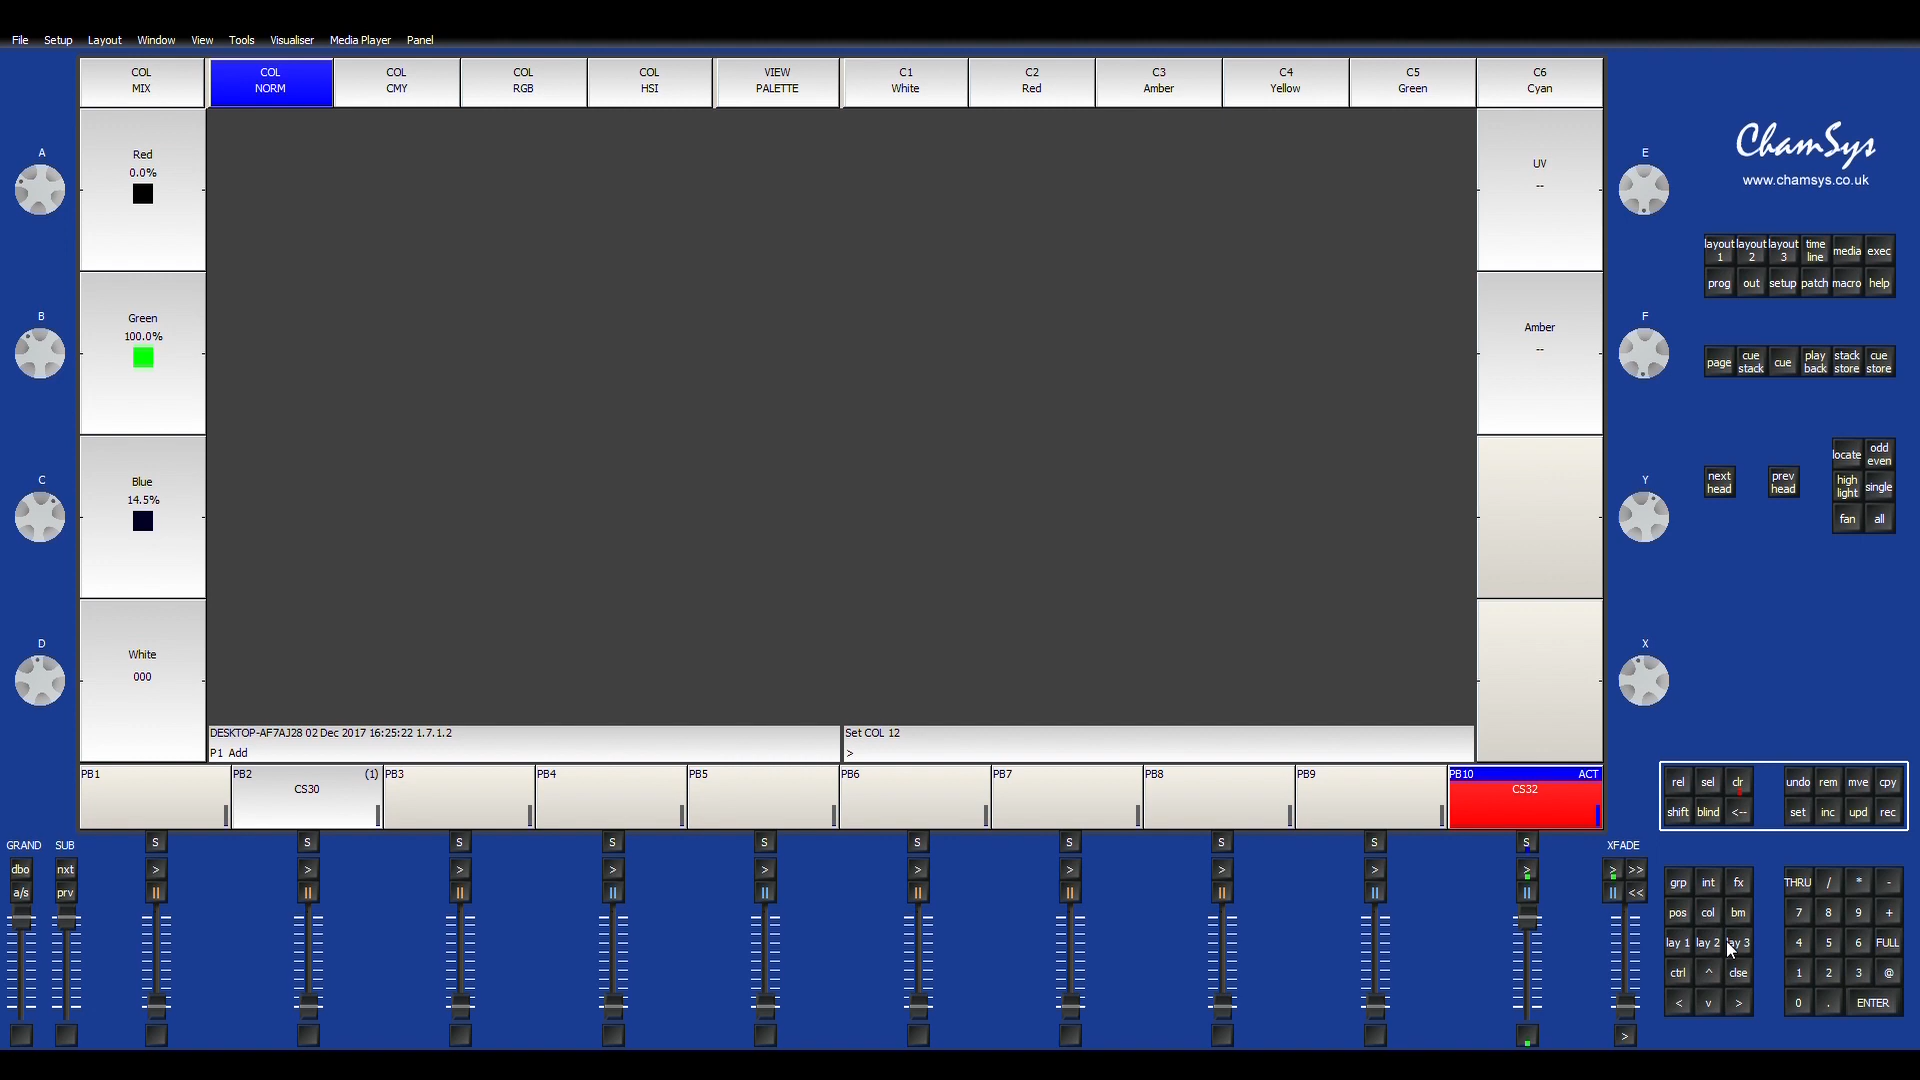 File Setup Layout Window View Tools Visualiser Media Player Panel
COL MIX
COL NORM
COL CMY
COL RGB
COL HSI
VIEW PALETTE
C1 White
C2 Red
C3 Amber
C4 Yellow
C5 Green
C6 Cyan
A
Red
0.0%
B
Green
100.0%
C
Blue
14.5%
D
White
000
UV
--
E
Amber
--
F
Y
X
ChamSys
www.chamsys.co.uk
layout 1 layout 2 layout 3 time line media exec
prog out setup patch macro help
page cue stack cue play back stack store cue store
next head prev head
locate odd even
high light single
fan all
DESKTOP-AF7AJ28 02 Dec 2017 16:25:22 1.7.1.2
P1 Add
Set COL 12
>
PB1
PB2 (1)
CS30
PB3
PB4
PB5
PB6
PB7
PB8
PB9
PB10 ACT
CS32
rel sel clr undo rem mve cpy
shift blind <-- set inc upd rec
GRAND SUB
dbo nxt
a/s prv
S S S S S S S S S S
> > > > > > > > > >
XFADE
> >>
<<
>
grp int fx THRU / * -
pos col bm 7 8 9 +
lay 1 lay 2 lay 3 4 5 6 FULL
ctrl ^ clse 1 2 3 @
< v > 0 . ENTER